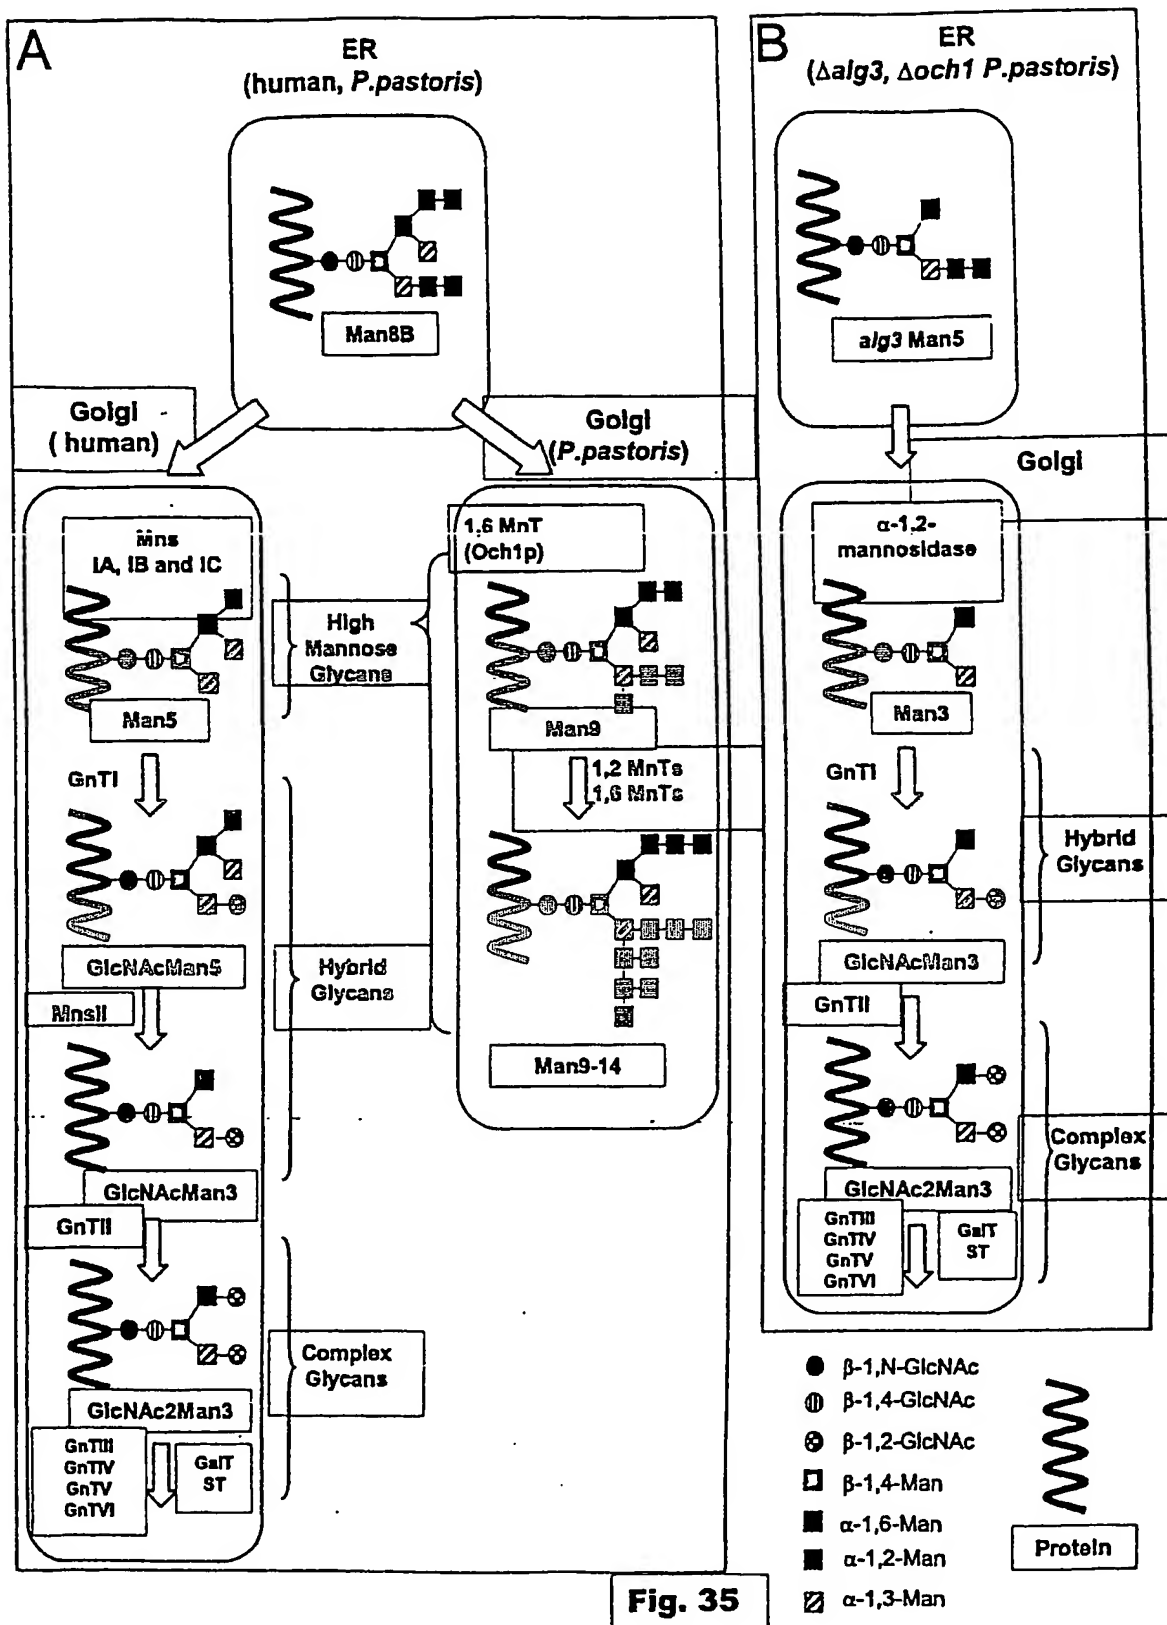 A
ER
(human, P.pastoris)
Man8B
Golgi
( human)
Golgi
(P.pastoris)
Mns
IA, IB and IC
Man5
GnTI
GlcNAcMan5
MnsII
GlcNAcMan3
GnTII
GlcNAc2Man3
GnTIII
GnTIV
GnTV
GnTVI
GalT
ST
High
Mannose
Glycans
Hybrid
Glycans
Complex
Glycans
1,6 MnT
(Och1p)
Man9
1,2 MnTs
1,6 MnTs
Man9-14
B
ER
(Δalg3, Δoch1 P.pastoris)
alg3 Man5
Golgi
α-1,2-
mannosidase
Man3
GnTI
GlcNAcMan3
GnTII
GlcNAc2Man3
GnTIII
GnTIV
GnTV
GnTVI
GalT
ST
Hybrid
Glycans
Complex
Glycans
β-1,N-GlcNAc
β-1,4-GlcNAc
β-1,2-GlcNAc
β-1,4-Man
α-1,6-Man
α-1,2-Man
α-1,3-Man
Protein
Fig. 35